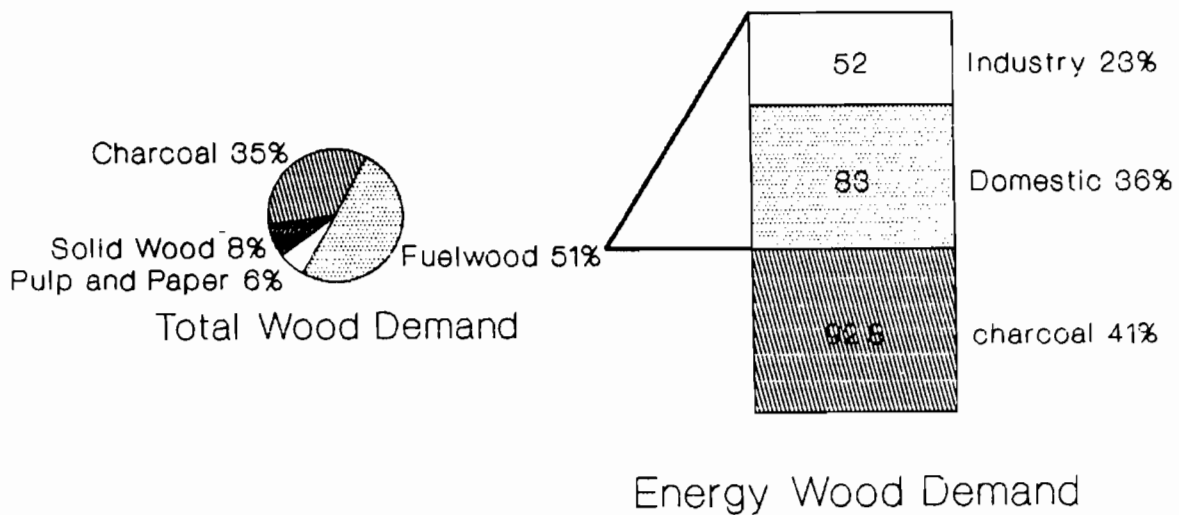 52
Industry 23%
Charcoal 35%
83
Domestic 36%
Solid Wood 8%
Fuelwood 51%
Pulp and Paper 6%
Total Wood Demand
charcoal 41%
Energy Wood Demand